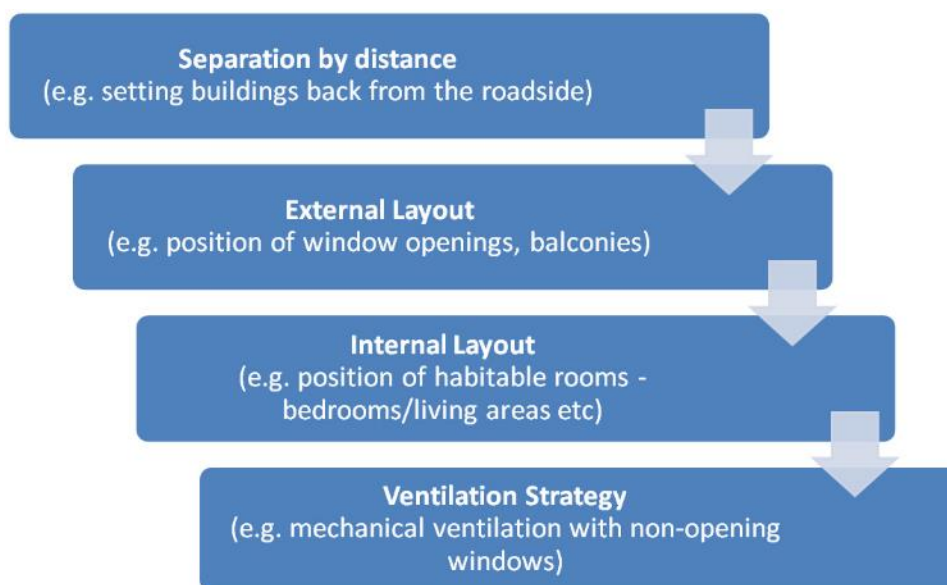 Separation by distance
(e.g. setting buildings back from the roadside)
External Layout
(e.g. position of window openings, balconies)
Internal Layout
(e.g. position of habitable rooms -
bedrooms/living areas etc)
Ventilation Strategy
(e.g. mechanical ventilation with non-opening
windows)